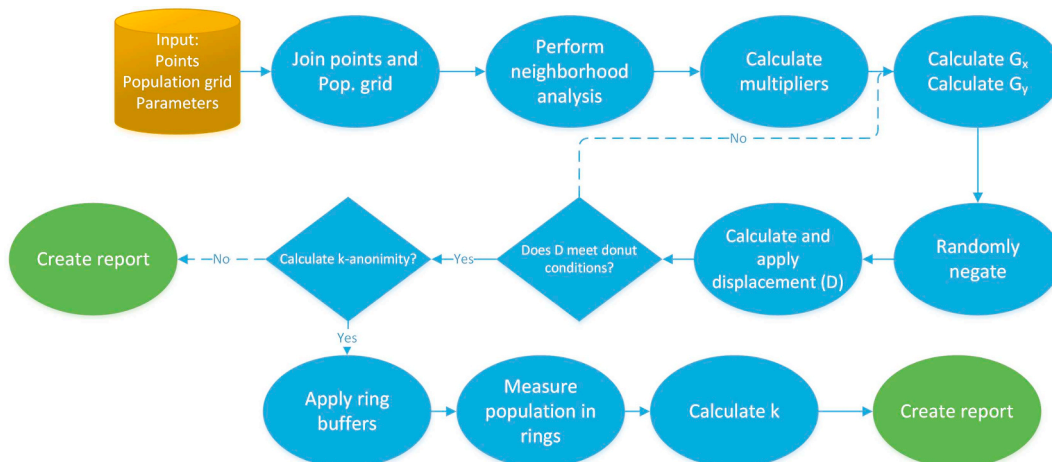 Input:
Points
Population grid
Parameters
Join points and
Pop. grid
Perform
neighborhood
analysis
Calculate
multipliers
Calculate Gx
Calculate Gy
No
Randomly
negate
Calculate and
apply
displacement (D)
Does D meet donut
conditions?
Yes
Calculate k-anonimity?
No
Create report
Yes
Apply ring
buffers
Measure
population in
rings
Calculate k
Create report